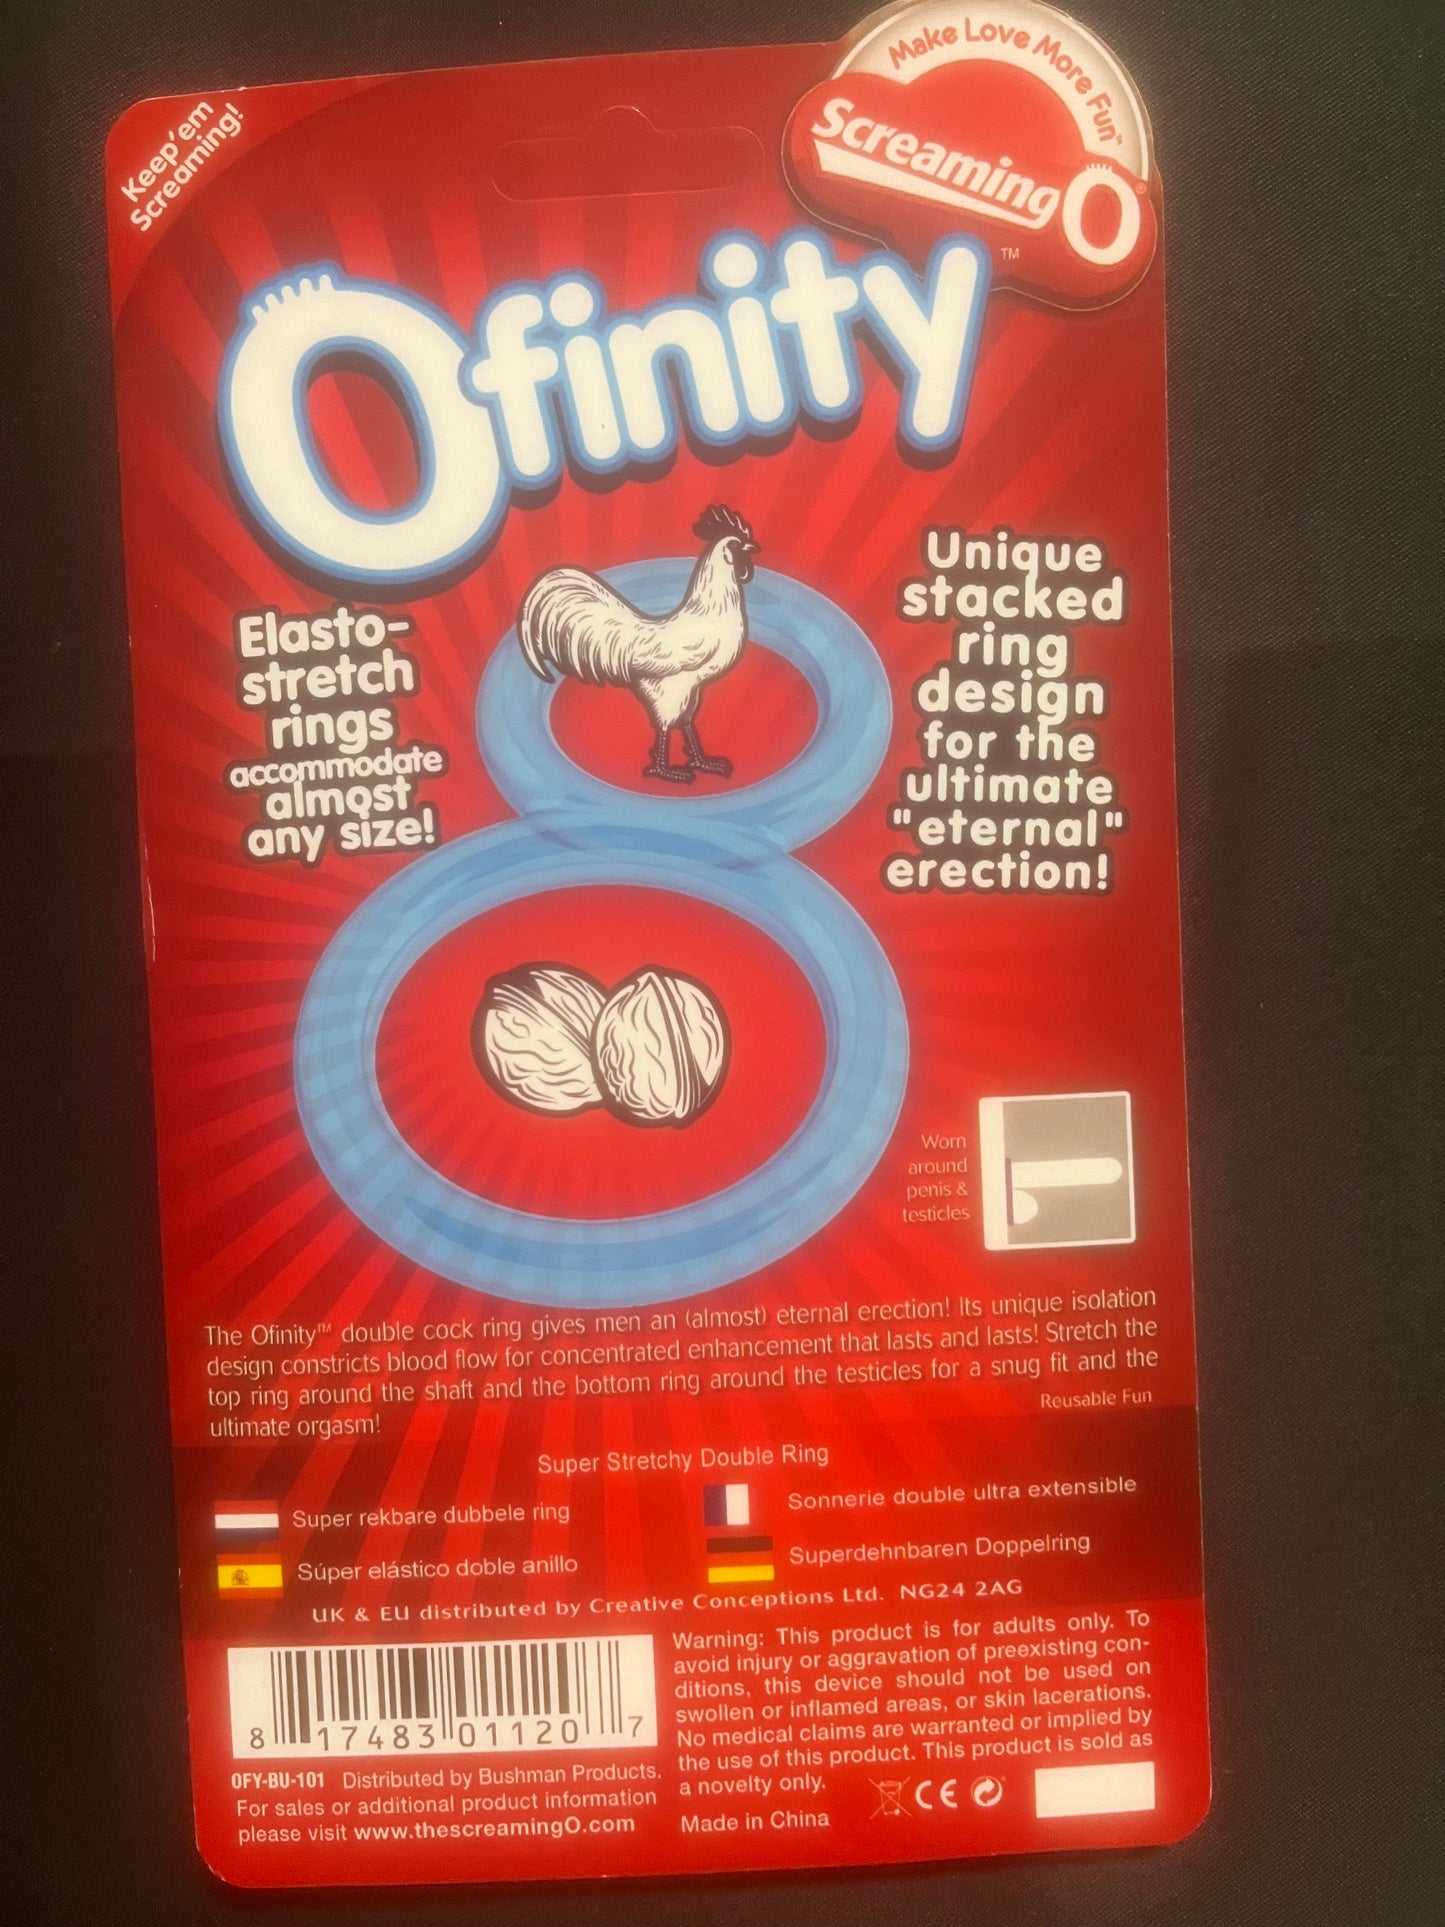 Keep'em
Screaming!
Make Love More Fun™
Screaming O®
Ofinity™
Elasto-
stretch
rings
accommodate
almost
any size!
Unique
stacked
ring
design
for the
ultimate
"eternal"
erection!
Worn
around
penis &
testicles
The Ofinity™ double cock ring gives men an (almost) eternal erection! Its unique isolation
design constricts blood flow for concentrated enhancement that lasts and lasts! Stretch the
top ring around the shaft and the bottom ring around the testicles for a snug fit and the
ultimate orgasm!
Reusable Fun
Super Stretchy Double Ring
Super rekbare dubbele ring
Sonnerie double ultra extensible
Súper elástico doble anillo
Superdehnbaren Doppelring
UK & EU distributed by Creative Conceptions Ltd. NG24 2AG
8 17483 01120 7
OFY-BU-101 Distributed by Bushman Products.
For sales or additional product information
please visit www.thescreamingO.com
Warning: This product is for adults only. To
avoid injury or aggravation of preexisting con-
ditions, this device should not be used on
swollen or inflamed areas, or skin lacerations.
No medical claims are warranted or implied by
the use of this product. This product is sold as
a novelty only.
CE
Made in China